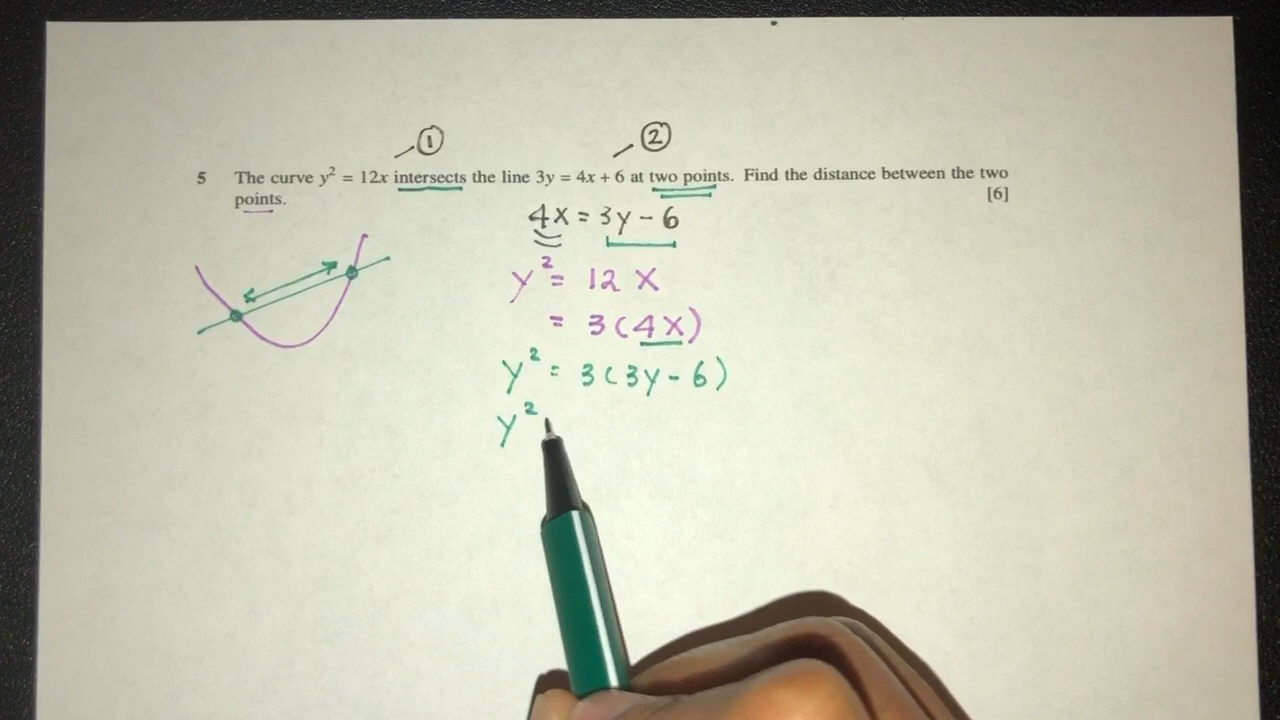 ① ②
5 The curve y² = 12x intersects the line 3y = 4x + 6 at two points. Find the distance between the two
points. [6]
4x = 3y - 6
y² = 12 x
= 3(4x)
y² = 3(3y - 6)
y²